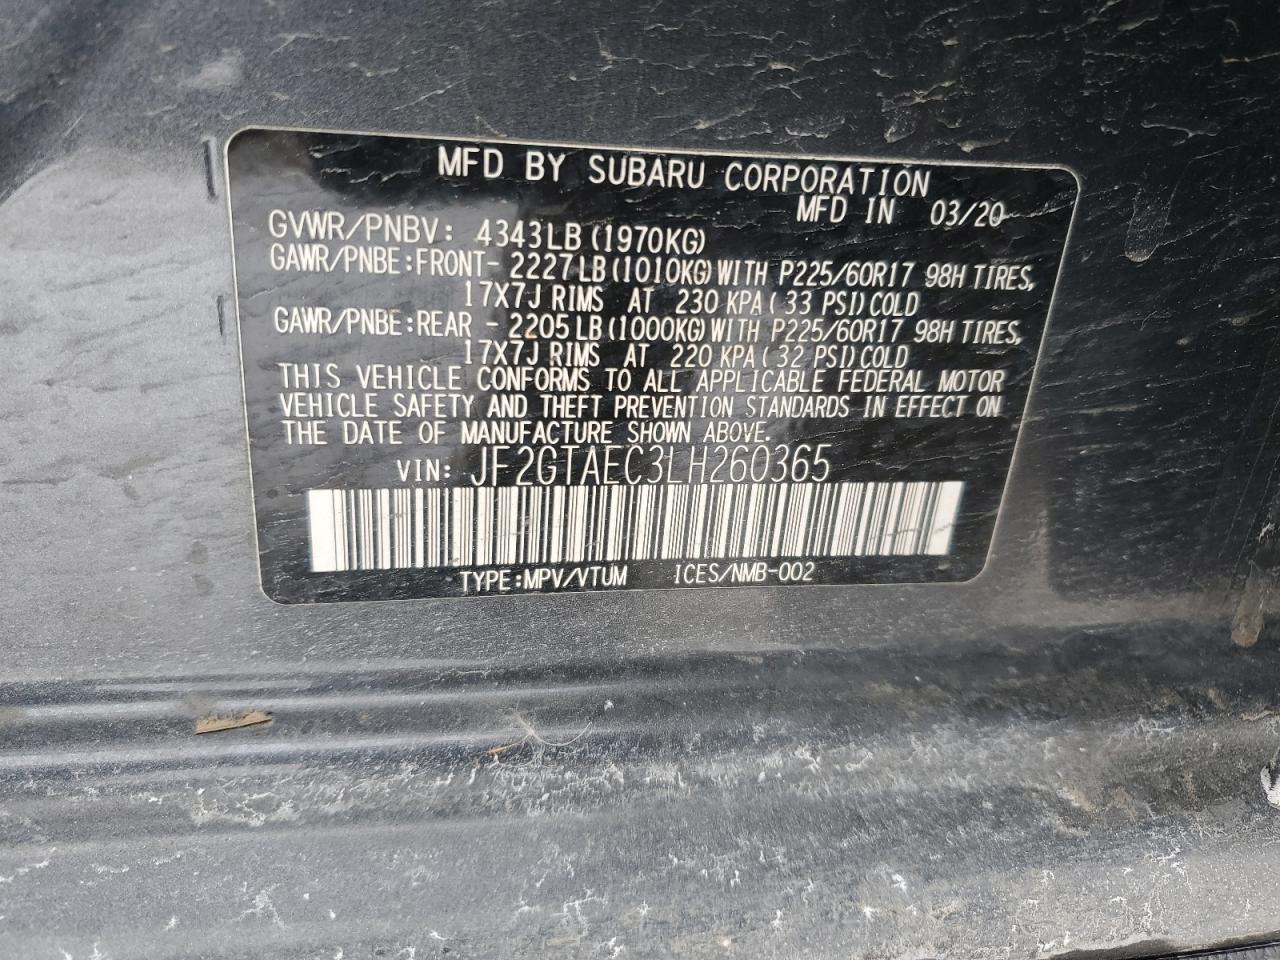 MFD BY SUBARU CORPORATION
MFD IN 03/20
GVWR/PNBV: 4343LB (1970KG)
GAWR/PNBE:FRONT- 2227LB(1010KG)WITH P225/60R17 98H TIRES,
17X7J RIMS AT 230 KPA( 33 PSI)COLD
GAWR/PNBE:REAR - 2205LB(1000KG)WITH P225/60R17 98H TIRES,
17X7J RIMS AT 220 KPA( 32 PSI)COLD
THIS VEHICLE CONFORMS TO ALL APPLICABLE FEDERAL MOTOR
VEHICLE SAFETY AND THEFT PREVENTION STANDARDS IN EFFECT ON
THE DATE OF MANUFACTURE SHOWN ABOVE.
VIN: JF2GTAEC3LH260365
TYPE:MPV/VTUM ICES/NMB-002